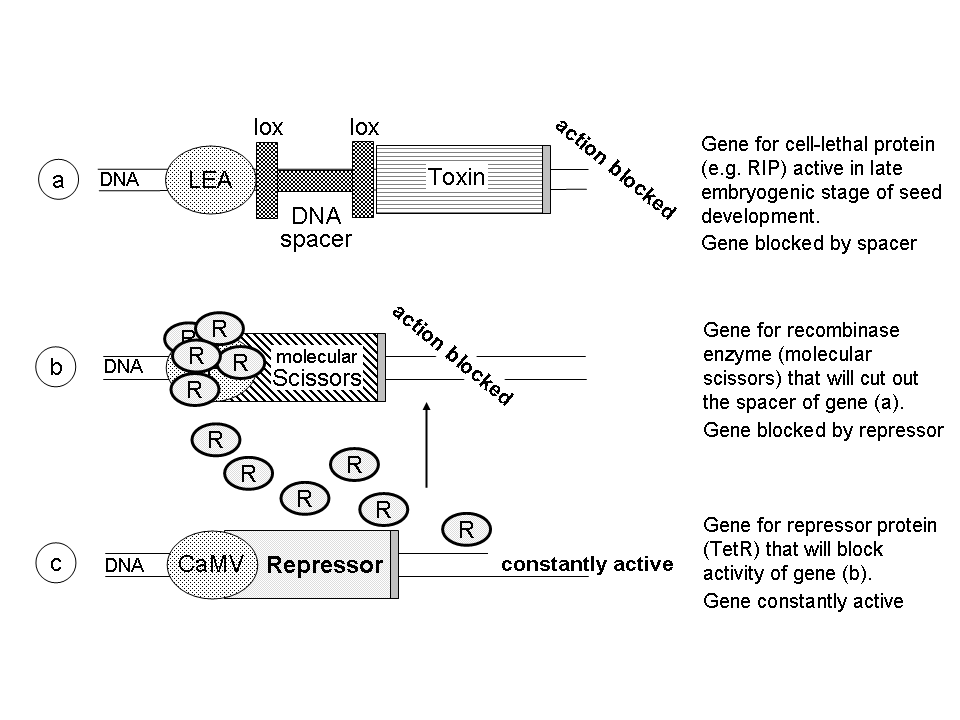 lox lox
a DNA LEA Toxin action blocked
DNA
spacer
Gene for cell-lethal protein
(e.g. RIP) active in late
embryogenic stage of seed
development.
Gene blocked by spacer
R R
R R
R
b DNA molecular
Scissors action blocked
Gene for recombinase
enzyme (molecular
scissors) that will cut out
the spacer of gene (a).
Gene blocked by repressor
R
R R
R R
R
c DNA CaMV Repressor constantly active
Gene for repressor protein
(TetR) that will block
activity of gene (b).
Gene constantly active